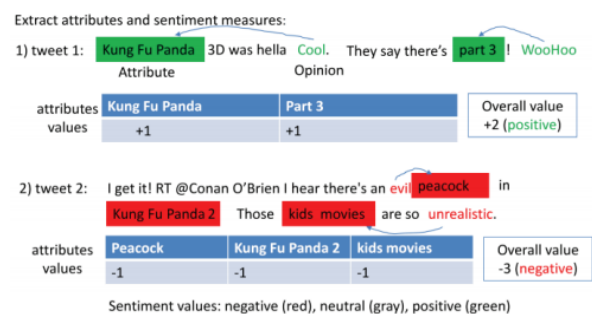 Extract attributes and sentiment measures:
1) tweet 1: Kung Fu Panda 3D was hella Cool. They say there's part 3 ! WooHoo
Attribute Opinion
attributes Kung Fu Panda Part 3
values +1 +1
Overall value
+2 (positive)
2) tweet 2: I get it! RT @Conan O'Brien I hear there's an evil peacock in
Kung Fu Panda 2 Those kids movies are so unrealistic.
attributes Peacock Kung Fu Panda 2 kids movies
values -1 -1 -1
Overall value
-3 (negative)
Sentiment values: negative (red), neutral (gray), positive (green)